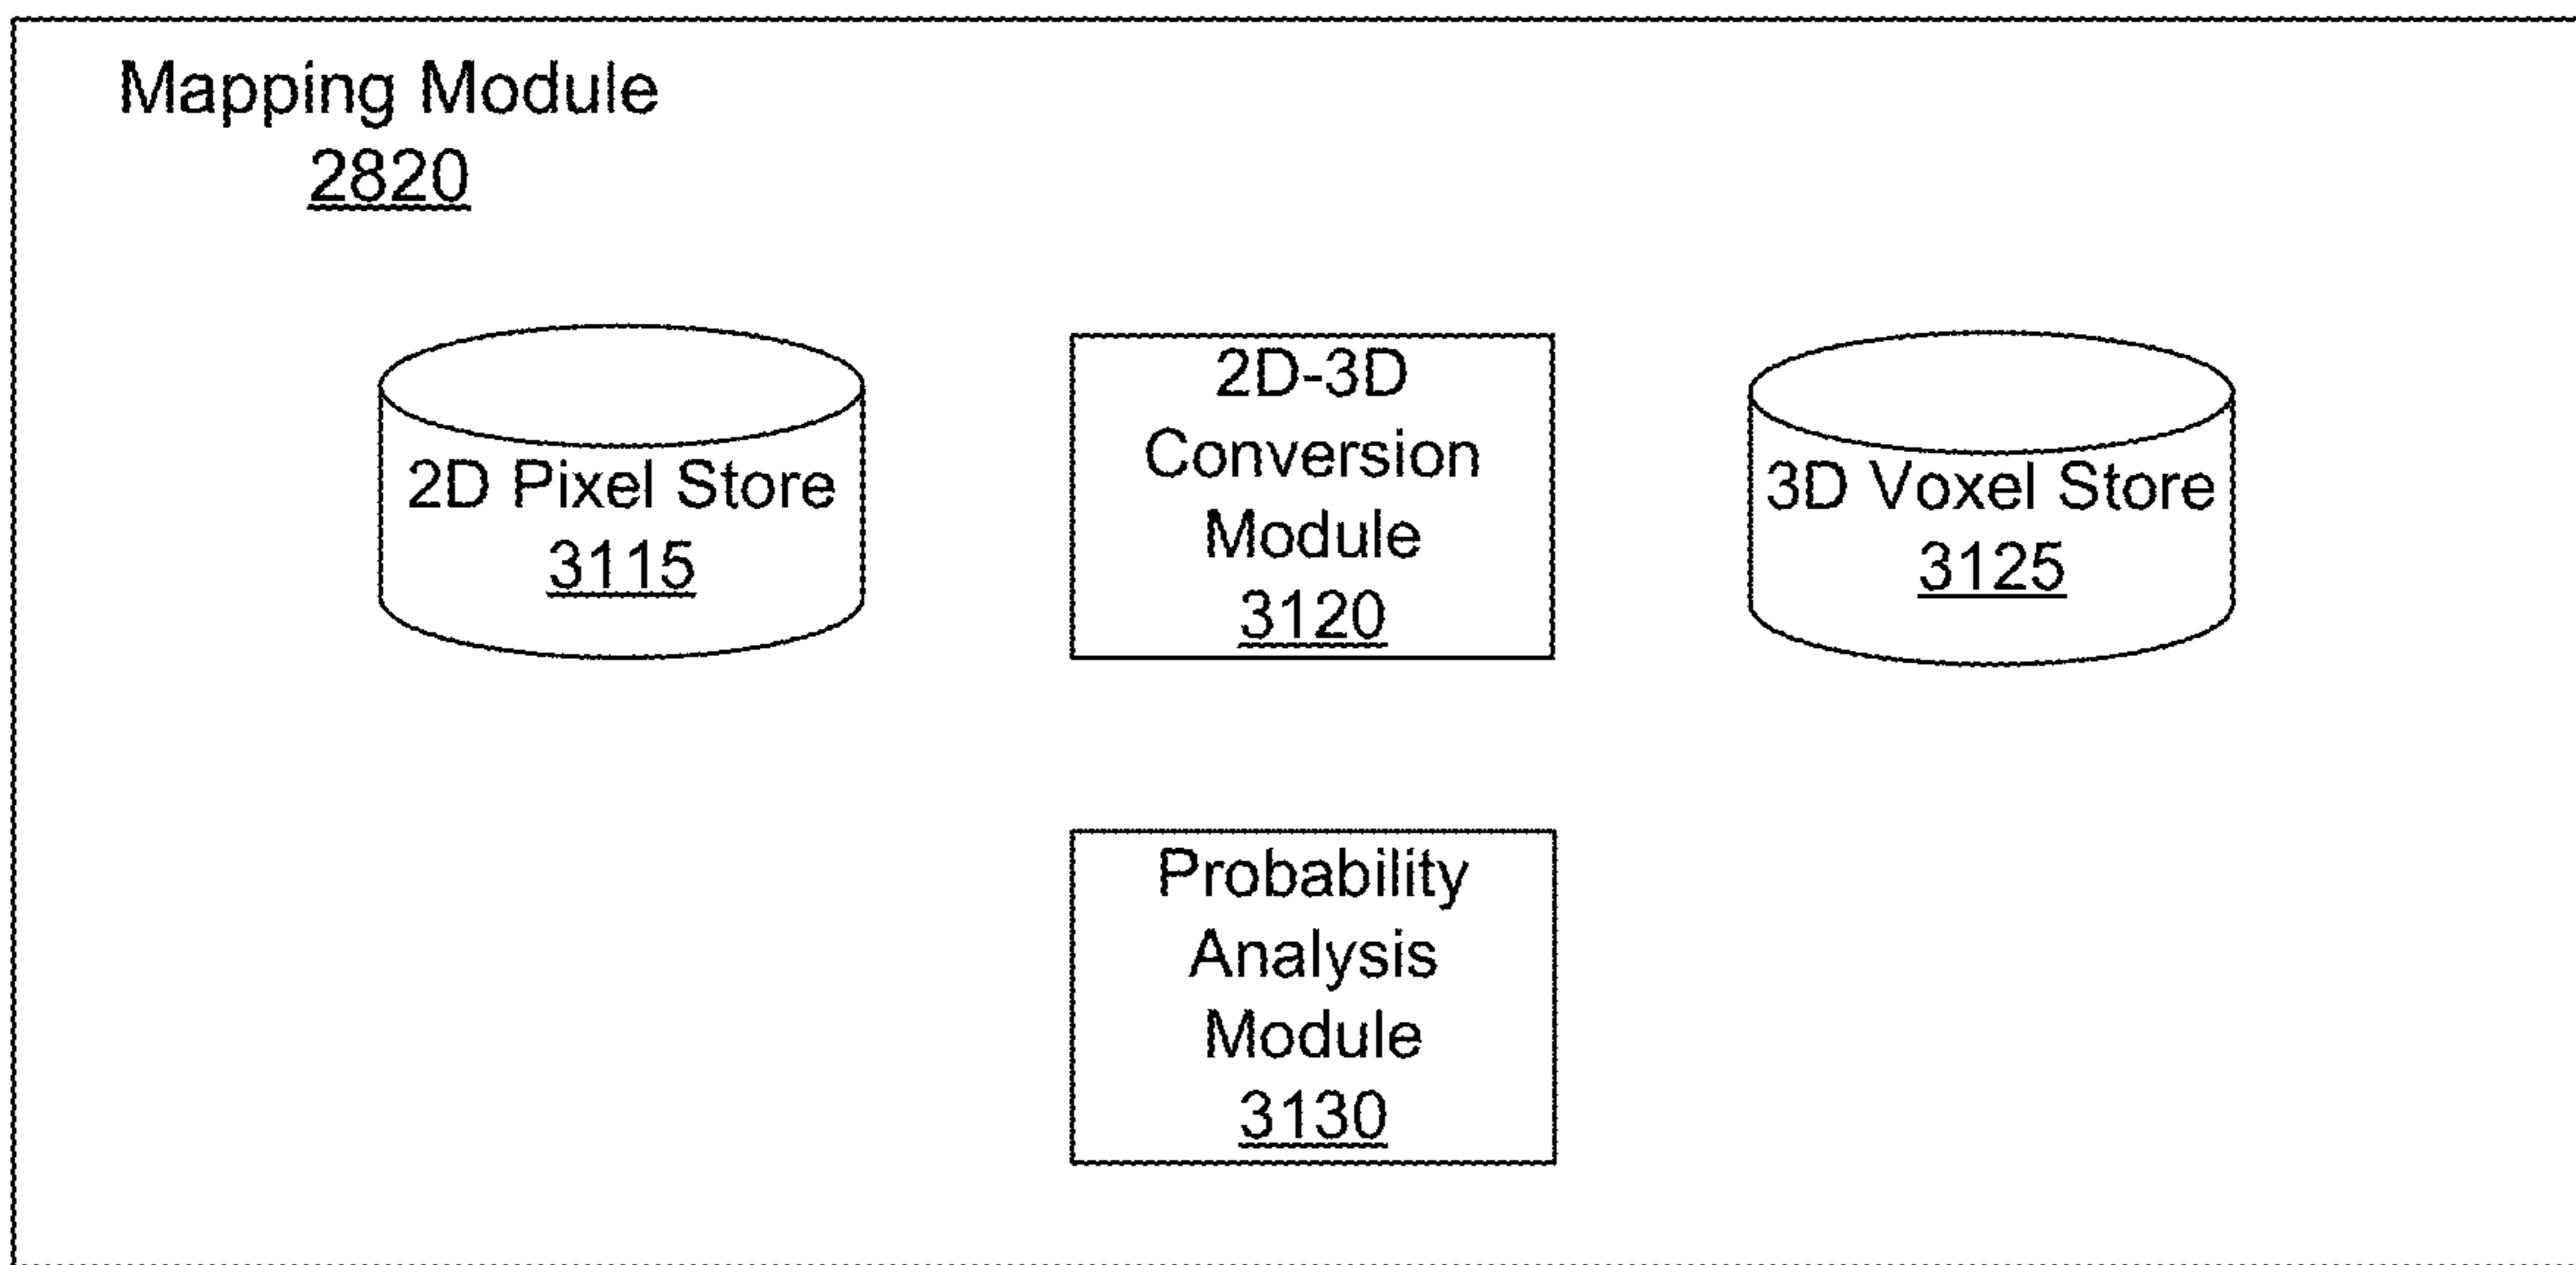 Mapping Module
2820
2D Pixel Store
3115
2D-3D
Conversion
Module
3120
3D Voxel Store
3125
Probability
Analysis
Module
3130